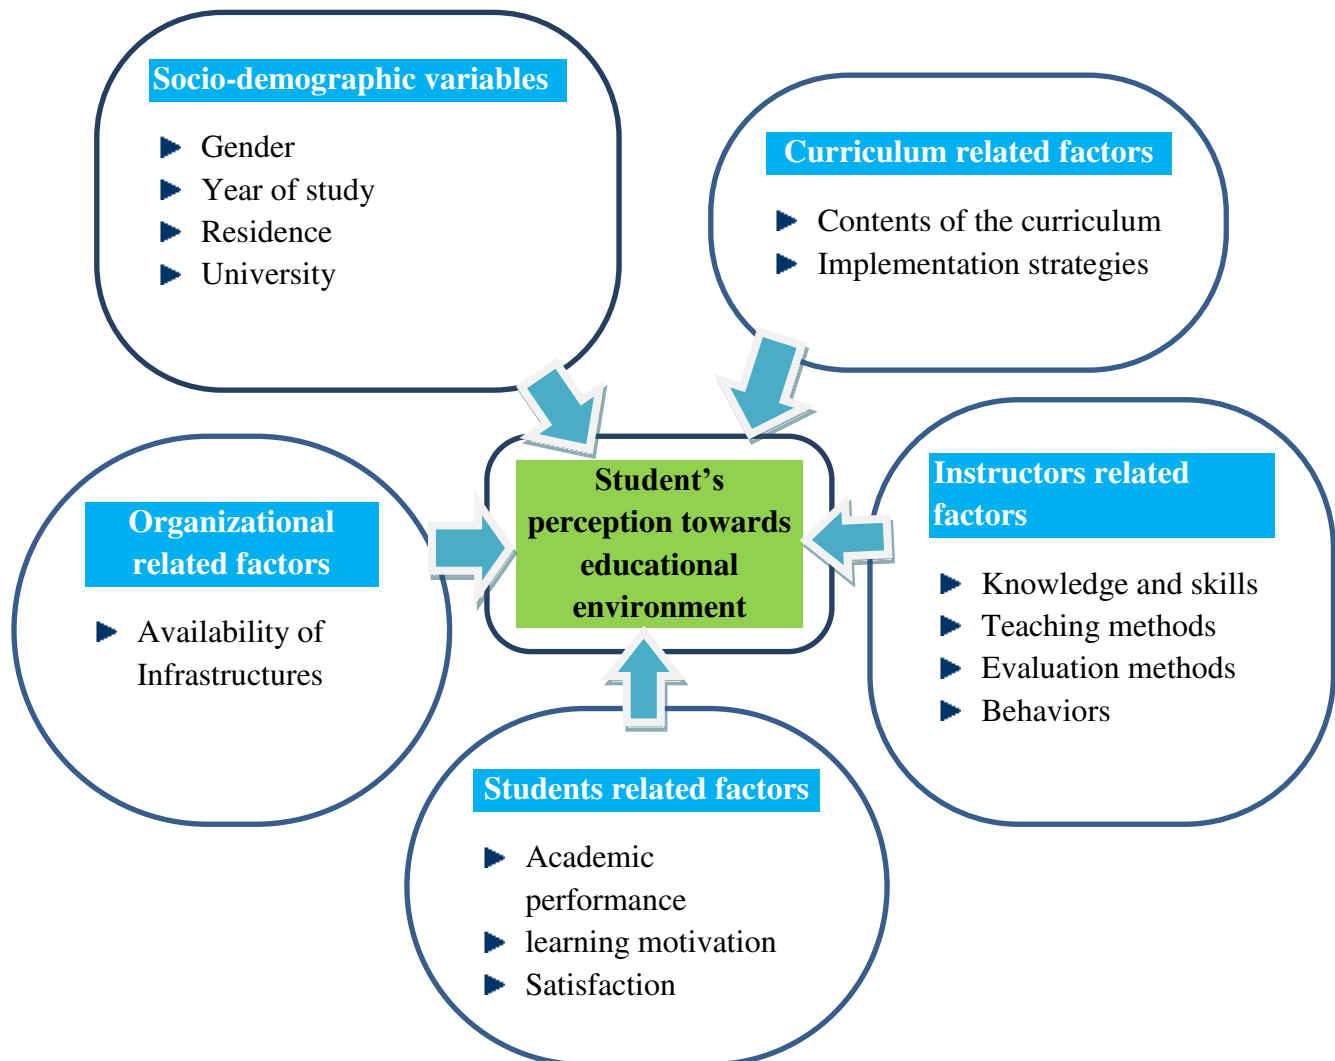 Socio-demographic variables
Gender
Year of study
Residence
University
Curriculum related factors
Contents of the curriculum
Implementation strategies
Student’s
perception towards
educational
environment
Organizational
related factors
Availability of
Infrastructures
Instructors related
factors
Knowledge and skills
Teaching methods
Evaluation methods
Behaviors
Students related factors
Academic
performance
learning motivation
Satisfaction